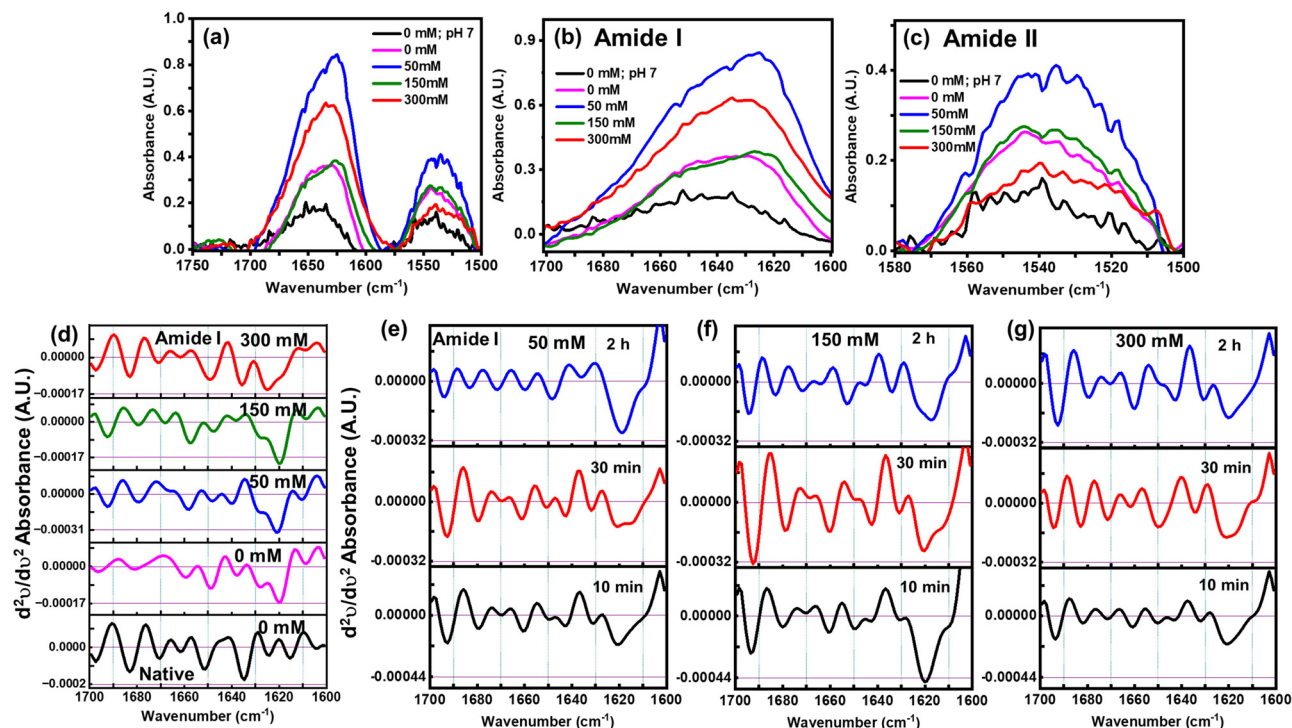 (a)
0 mM; pH 7
0 mM
50mM
150mM
300mM
1.0
0.8
0.6
0.4
0.2
0.0
Absorbance (A.U.)
1750 1700 1650 1600 1550 1500
Wavenumber (cm⁻¹)
(b) Amide I
0 mM; pH 7
0 mM
50 mM
150 mM
300mM
0.9
0.6
0.3
0.0
Absorbance (A.U.)
1700 1680 1660 1640 1620 1600
Wavenumber (cm⁻¹)
(c) Amide II
0 mM; pH 7
0 mM
50mM
150mM
300mM
0.4
0.2
0.0
Absorbance (A.U.)
1580 1560 1540 1520 1500
Wavenumber (cm⁻¹)
(d)
Amide I 300 mM
0.00000
−0.00017
150 mM
0.00000
−0.00017
50 mM
0.00000
−0.00031
0 mM
0.00000
−0.00017
0 mM
0.0000
Native
−0.0002
d²υ/dυ² Absorbance (A.U.)
1700 1680 1660 1640 1620 1600
Wavenumber (cm⁻¹)
(e)
Amide I 50 mM 2 h
0.00000
-0.00032
30 min
0.00000
-0.00032
10 min
0.00000
-0.00044
d²υ/dυ² Absorbance (A.U.)
1700 1680 1660 1640 1620 1600
Wavenumber (cm⁻¹)
(f)
150 mM 2 h
0.00000
-0.00032
30 min
0.00000
-0.00032
10 min
0.00000
-0.00044
1700 1680 1660 1640 1620 1600
Wavenumber (cm⁻¹)
(g)
300 mM 2 h
0.00000
-0.00032
30 min
0.00000
-0.00032
10 min
0.00000
-0.00044
1700 1680 1660 1640 1620 1600
Wavenumber (cm⁻¹)